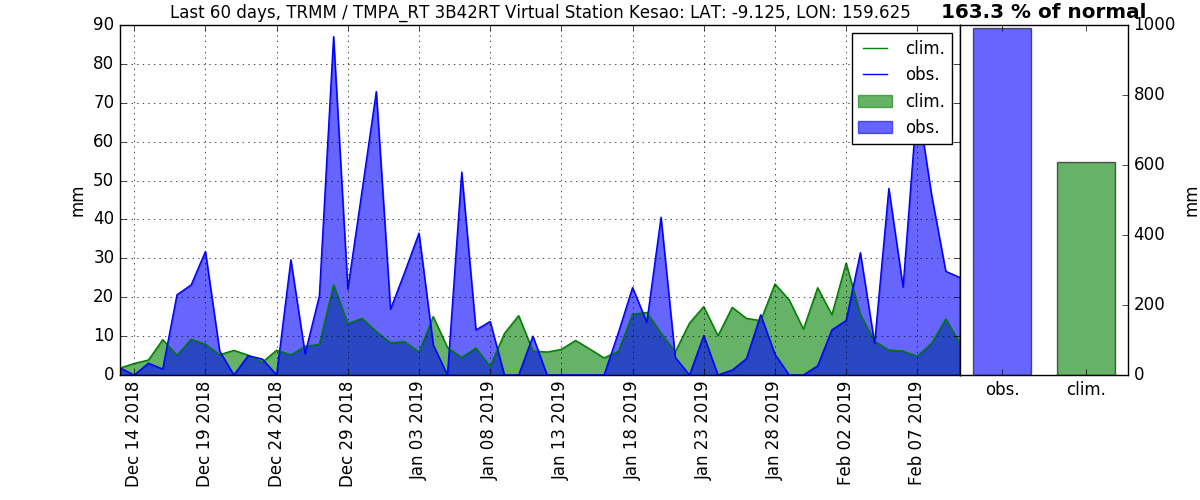 Last 60 days, TRMM / TMPA_RT 3B42RT Virtual Station Kesao: LAT: -9.125, LON: 159.625
163.3 % of normal
90
80
70
60
50
40
30
20
10
0
mm
clim.
obs.
clim.
obs.
1000
800
600
400
200
0
mm
obs.
clim.
Dec 14 2018
Dec 19 2018
Dec 24 2018
Dec 29 2018
Jan 03 2019
Jan 08 2019
Jan 13 2019
Jan 18 2019
Jan 23 2019
Jan 28 2019
Feb 02 2019
Feb 07 2019